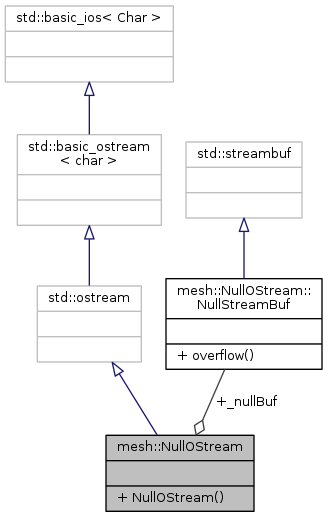 std::basic_ios< Char >
std::basic_ostream
< char >
std::streambuf
std::ostream
mesh::NullOStream::
NullStreamBuf
+ overflow()
+_nullBuf
mesh::NullOStream
+ NullOStream()